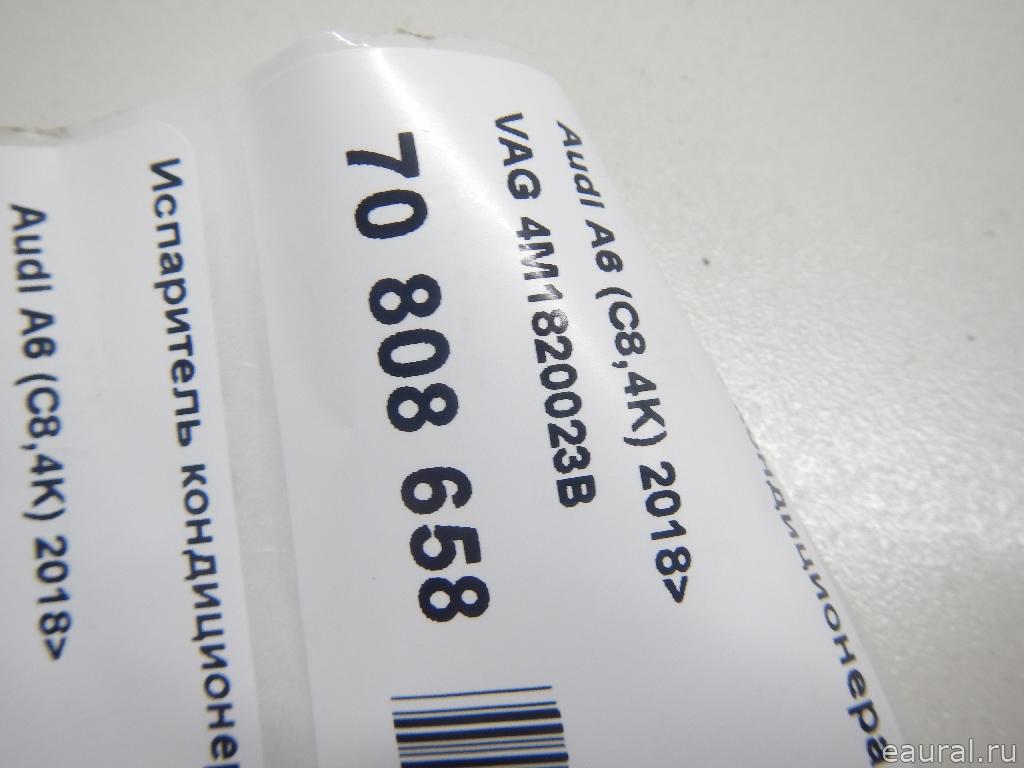 ондиционера
Audi A6 (C8,4K) 2018>
VAG 4M1820023B
70 808 658
Испаритель кондиционе
Audi A6 (C8,4K) 2018>
eaural.ru